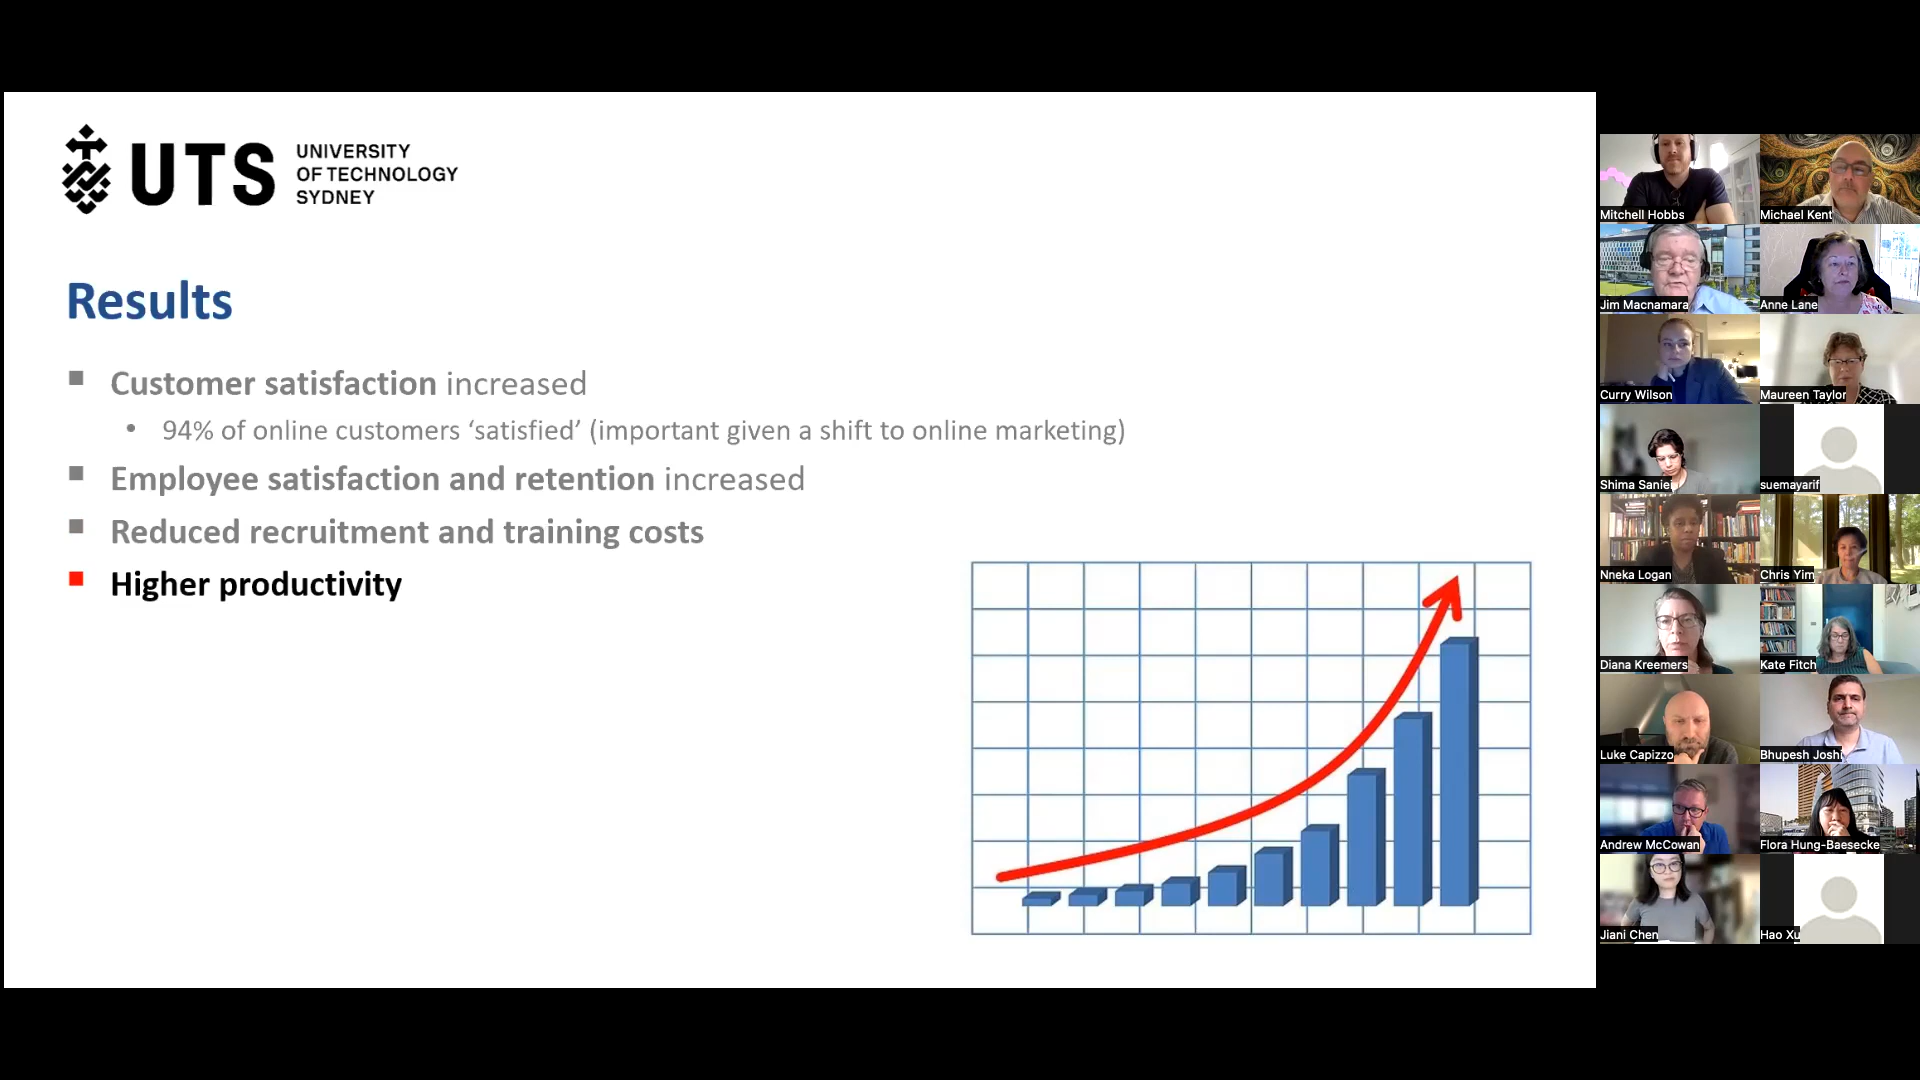 UTS
UNIVERSITY
OF TECHNOLOGY
SYDNEY
Results
Customer satisfaction increased
94% of online customers ‘satisfied’ (important given a shift to online marketing)
Employee satisfaction and retention increased
Reduced recruitment and training costs
Higher productivity
Mitchell Hobbs
Michael Kent
Jim Macnamara
Anne Lane
Curry Wilson
Maureen Taylor
Shima Saniei
suemayarif
Nneka Logan
Chris Yim
Diana Kreemers
Kate Fitch
Luke Capizzo
Bhupesh Joshi
Andrew McCowan
Flora Hung-Baesecke
Jiani Chen
Hao Xu